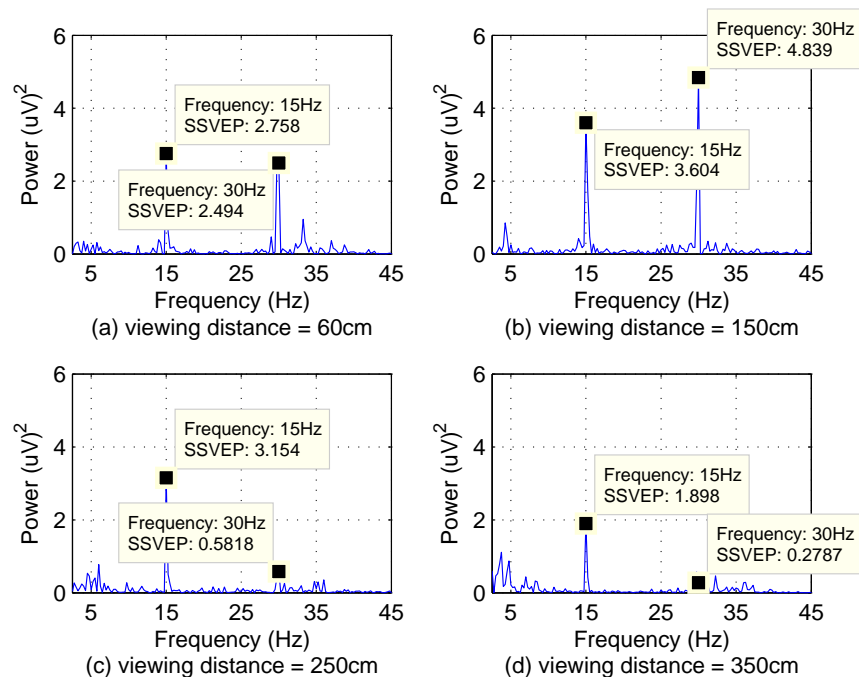 6
4
2
0
Power (uV)2
Frequency: 15Hz
SSVEP: 2.758
Frequency: 30Hz
SSVEP: 2.494
5 15 25 35 45
Frequency (Hz)
(a) viewing distance = 60cm
6
4
2
0
Power (uV)2
Frequency: 30Hz
SSVEP: 4.839
Frequency: 15Hz
SSVEP: 3.604
5 15 25 35 45
Frequency (Hz)
(b) viewing distance = 150cm
6
4
2
0
Power (uV)2
Frequency: 15Hz
SSVEP: 3.154
Frequency: 30Hz
SSVEP: 0.5818
5 15 25 35 45
Frequency (Hz)
(c) viewing distance = 250cm
6
4
2
0
Power (uV)2
Frequency: 15Hz
SSVEP: 1.898
Frequency: 30Hz
SSVEP: 0.2787
5 15 25 35 45
Frequency (Hz)
(d) viewing distance = 350cm